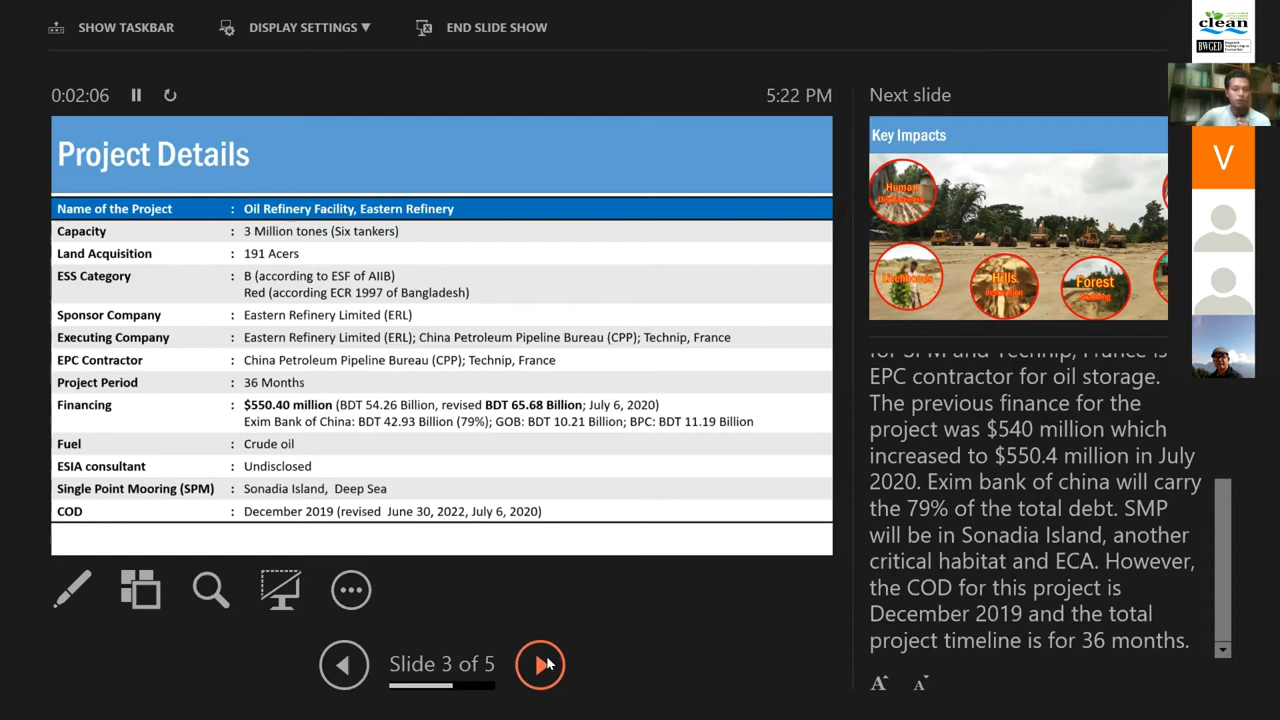 SHOW TASKBAR
DISPLAY SETTINGS ▼
END SLIDE SHOW
0:02:06
5:22 PM
Project Details
Name of the Project : Oil Refinery Facility, Eastern Refinery
Capacity : 3 Million tones (Six tankers)
Land Acquisition : 191 Acers
ESS Category : B (according to ESF of AIIB)
Red (according ECR 1997 of Bangladesh)
Sponsor Company : Eastern Refinery Limited (ERL)
Executing Company : Eastern Refinery Limited (ERL); China Petroleum Pipeline Bureau (CPP); Technip, France
EPC Contractor : China Petroleum Pipeline Bureau (CPP); Technip, France
Project Period : 36 Months
Financing : $550.40 million (BDT 54.26 Billion, revised BDT 65.68 Billion; July 6, 2020)
Exim Bank of China: BDT 42.93 Billion (79%); GOB: BDT 10.21 Billion; BPC: BDT 11.19 Billion
Fuel : Crude oil
ESIA consultant : Undisclosed
Single Point Mooring (SPM) : Sonadia Island, Deep Sea
COD : December 2019 (revised June 30, 2022, July 6, 2020)
Slide 3 of 5
Next slide
Key Impacts
Human
Livelihoods
Hills
Forest
for SPM and Technip, France is
EPC contractor for oil storage.
The previous finance for the
project was $540 million which
increased to $550.4 million in July
2020. Exim bank of china will carry
the 79% of the total debt. SMP
will be in Sonadia Island, another
critical habitat and ECA. However,
the COD for this project is
December 2019 and the total
project timeline is for 36 months.
A A
clean
BWGED
V